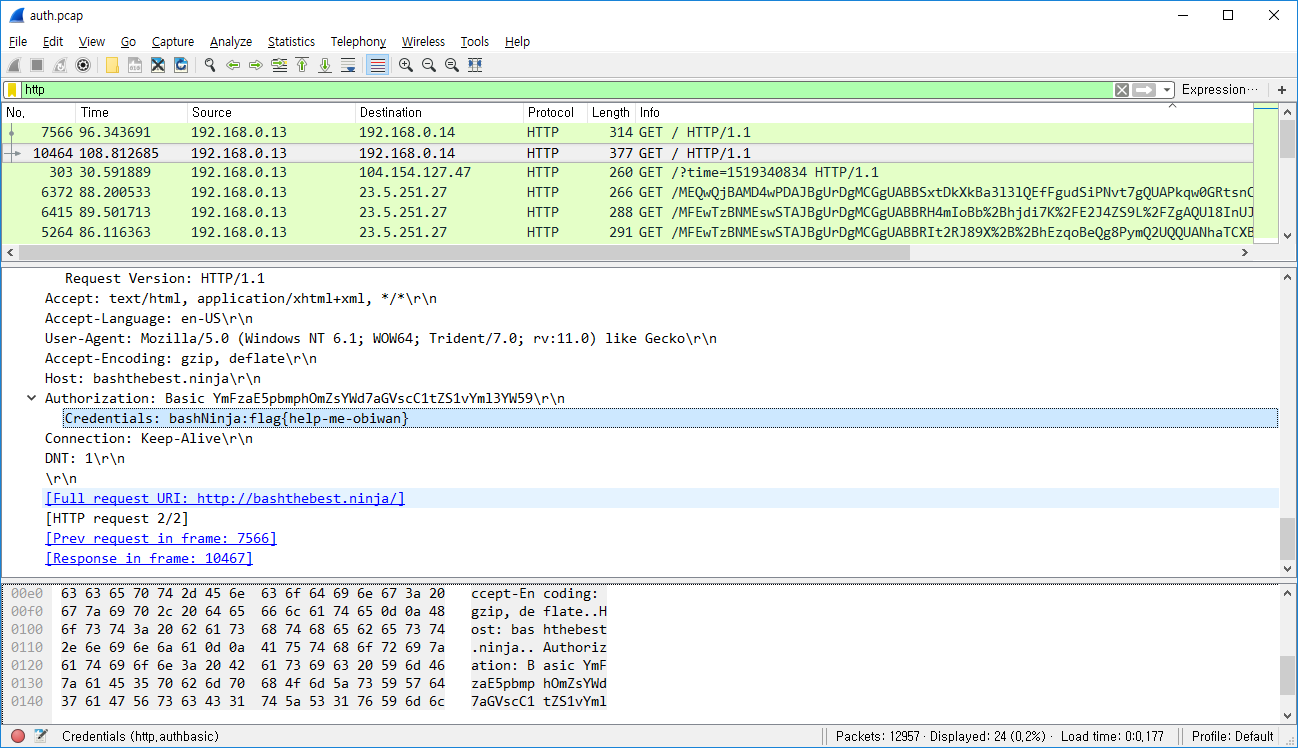 auth.pcap
File Edit View Go Capture Analyze Statistics Telephony Wireless Tools Help
http Expression… +
No. Time Source Destination Protocol Length Info
7566 96.343691 192.168.0.13 192.168.0.14 HTTP 314 GET / HTTP/1.1
10464 108.812685 192.168.0.13 192.168.0.14 HTTP 377 GET / HTTP/1.1
303 30.591889 192.168.0.13 104.154.127.47 HTTP 260 GET /?time=1519340834 HTTP/1.1
6372 88.200533 192.168.0.13 23.5.251.27 HTTP 266 GET /MEQwQjBAMD4wPDAJBgUrDgMCGgUABBSxtDkXkBa3l3lQEfFgudSiPNvt7gQUAPkqw0GRtsnC
6415 89.501713 192.168.0.13 23.5.251.27 HTTP 288 GET /MFEwTzBNMEswSTAJBgUrDgMCGgUABBRH4mIoBb%2Bhjdi7K%2FE2J4ZS9L%2FZgAQUl8InUJ
5264 86.116363 192.168.0.13 23.5.251.27 HTTP 291 GET /MFEwTzBNMEswSTAJBgUrDgMCGgUABBRIt2RJ89X%2B%2BhEzqoBeQg8PymQ2UQQUANhaTCXB
Request Version: HTTP/1.1
Accept: text/html, application/xhtml+xml, */*\r\n
Accept-Language: en-US\r\n
User-Agent: Mozilla/5.0 (Windows NT 6.1; WOW64; Trident/7.0; rv:11.0) like Gecko\r\n
Accept-Encoding: gzip, deflate\r\n
Host: bashthebest.ninja\r\n
Authorization: Basic YmFzaE5pbmphOmZsYWd7aGVscC1tZS1vYml3YW59\r\n
Credentials: bashNinja:flag{help-me-obiwan}
Connection: Keep-Alive\r\n
DNT: 1\r\n
\r\n
[Full request URI: http://bashthebest.ninja/]
[HTTP request 2/2]
[Prev request in frame: 7566]
[Response in frame: 10467]
00e0 63 63 65 70 74 2d 45 6e 63 6f 64 69 6e 67 3a 20 ccept-En coding:
00f0 67 7a 69 70 2c 20 64 65 66 6c 61 74 65 0d 0a 48 gzip, de flate..H
0100 6f 73 74 3a 20 62 61 73 68 74 68 65 62 65 73 74 ost: bas hthebest
0110 2e 6e 69 6e 6a 61 0d 0a 41 75 74 68 6f 72 69 7a .ninja.. Authoriz
0120 61 74 69 6f 6e 3a 20 42 61 73 69 63 20 59 6d 46 ation: B asic YmF
0130 7a 61 45 35 70 62 6d 70 68 4f 6d 5a 73 59 57 64 zaE5pbmp hOmZsYWd
0140 37 61 47 56 73 63 43 31 74 5a 53 31 76 59 6d 6c 7aGVscC1 tZS1vYml
Credentials (http.authbasic) Packets: 12957 · Displayed: 24 (0.2%) · Load time: 0:0.177 Profile: Default